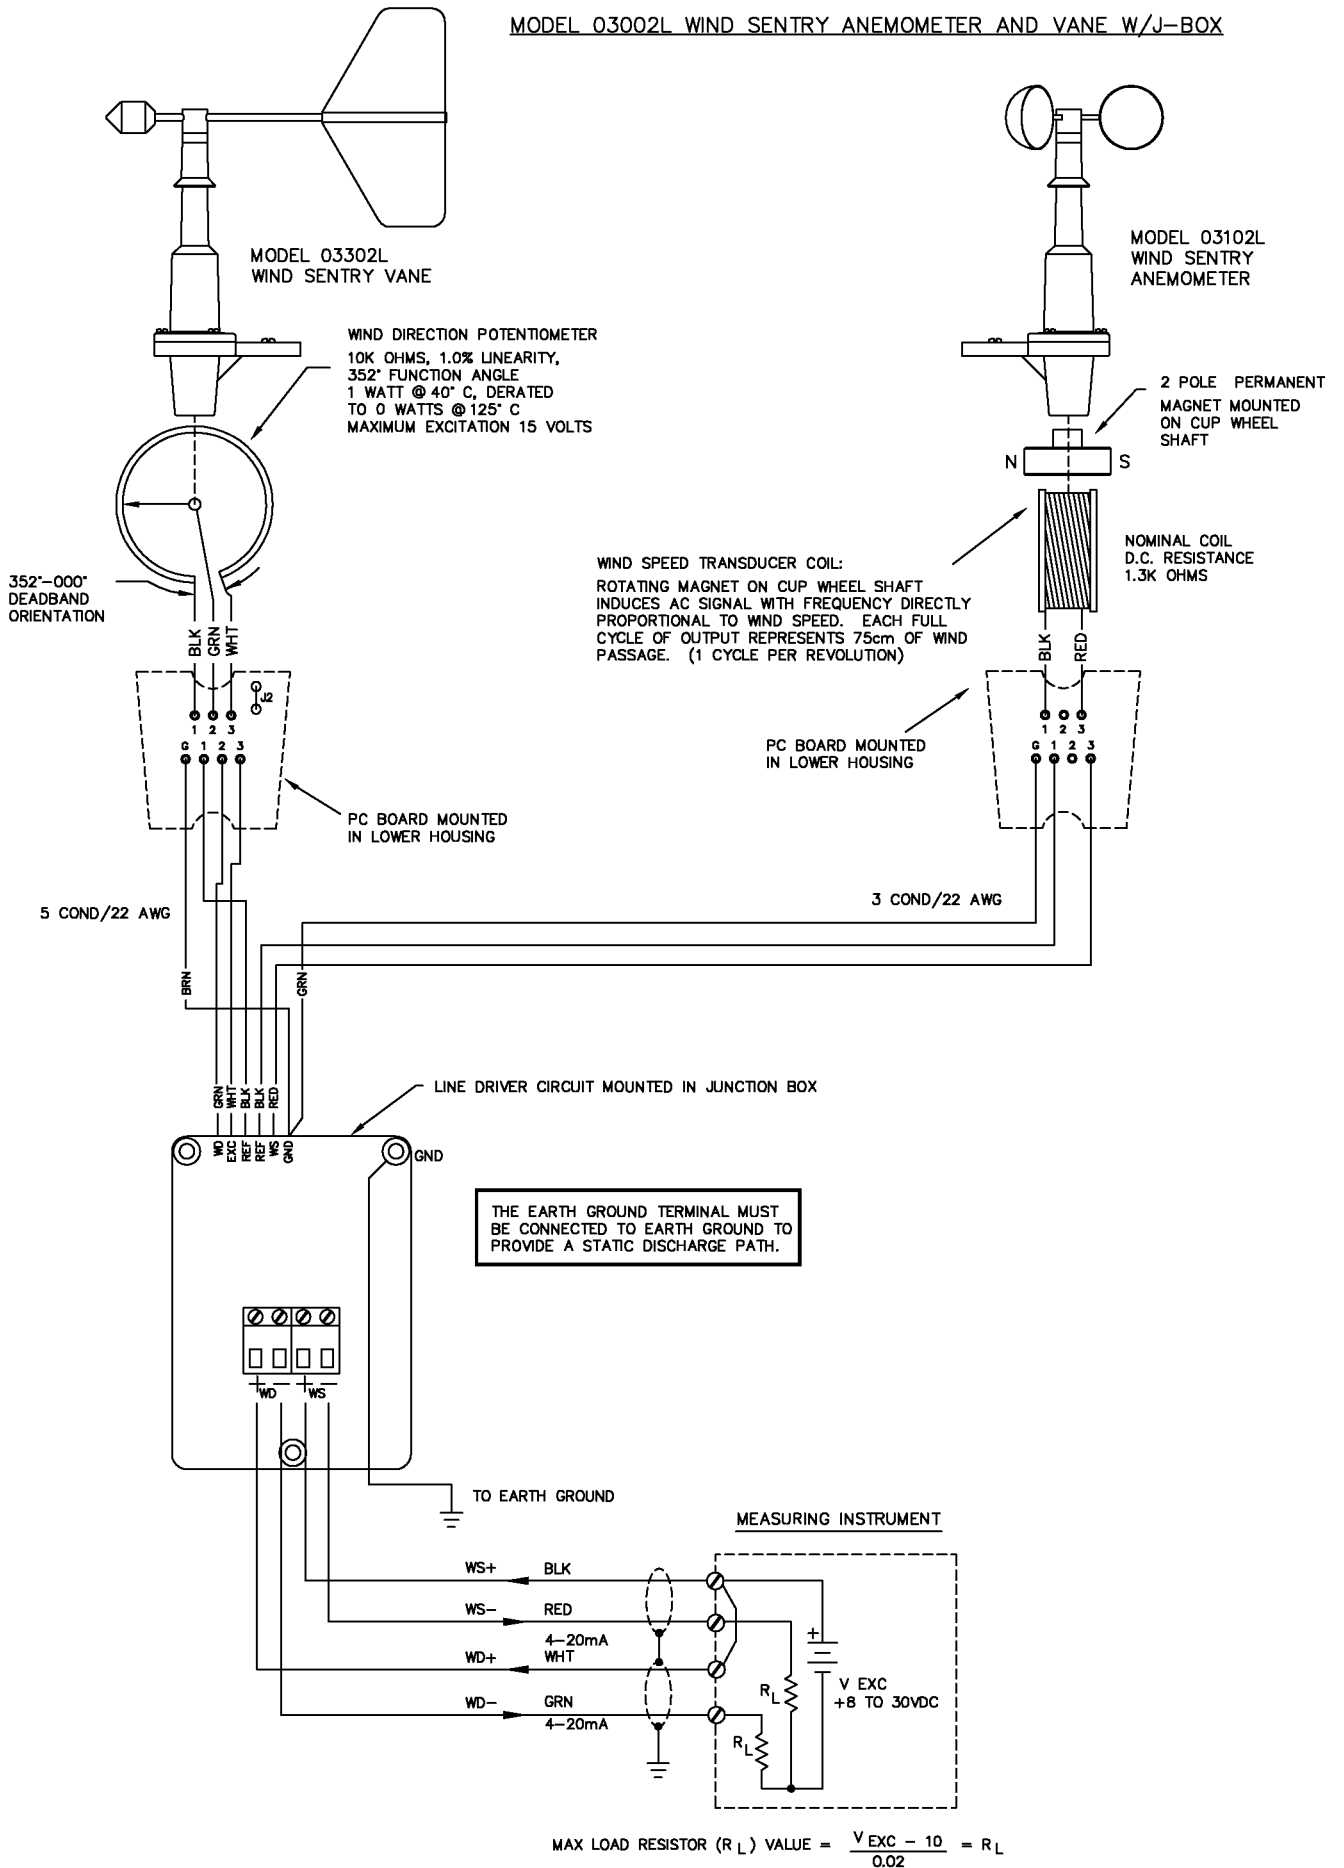 MODEL 03002L WIND SENTRY ANEMOMETER AND VANE W/J-BOX
MODEL 03302L
WIND SENTRY VANE
MODEL 03102L
WIND SENTRY
ANEMOMETER
WIND DIRECTION POTENTIOMETER
10K OHMS, 1.0% LINEARITY,
352° FUNCTION ANGLE
1 WATT @ 40° C, DERATED
TO 0 WATTS @ 125° C
MAXIMUM EXCITATION 15 VOLTS
2 POLE PERMANENT
MAGNET MOUNTED
ON CUP WHEEL
SHAFT
N
S
NOMINAL COIL
D.C. RESISTANCE
1.3K OHMS
WIND SPEED TRANSDUCER COIL:
ROTATING MAGNET ON CUP WHEEL SHAFT
INDUCES AC SIGNAL WITH FREQUENCY DIRECTLY
PROPORTIONAL TO WIND SPEED. EACH FULL
CYCLE OF OUTPUT REPRESENTS 75cm OF WIND
PASSAGE. (1 CYCLE PER REVOLUTION)
352°-000°
DEADBAND
ORIENTATION
BLK
GRN
WHT
BLK
RED
J2
1 2 3
G 1 2 3
1 2 3
G 1 2 3
PC BOARD MOUNTED
IN LOWER HOUSING
PC BOARD MOUNTED
IN LOWER HOUSING
5 COND/22 AWG
3 COND/22 AWG
BRN
GRN
GRN
WHT
BLK
BLK
RED
LINE DRIVER CIRCUIT MOUNTED IN JUNCTION BOX
WD
EXC
REF
REF
WS
GND
GND
THE EARTH GROUND TERMINAL MUST
BE CONNECTED TO EARTH GROUND TO
PROVIDE A STATIC DISCHARGE PATH.
+ - + -
WD WS
TO EARTH GROUND
MEASURING INSTRUMENT
WS+ BLK
WS- RED
4-20mA
WD+ WHT
WD- GRN
4-20mA
+
V EXC
+8 TO 30VDC
RL
RL
MAX LOAD RESISTOR (RL) VALUE = V EXC - 10 = RL
0.02